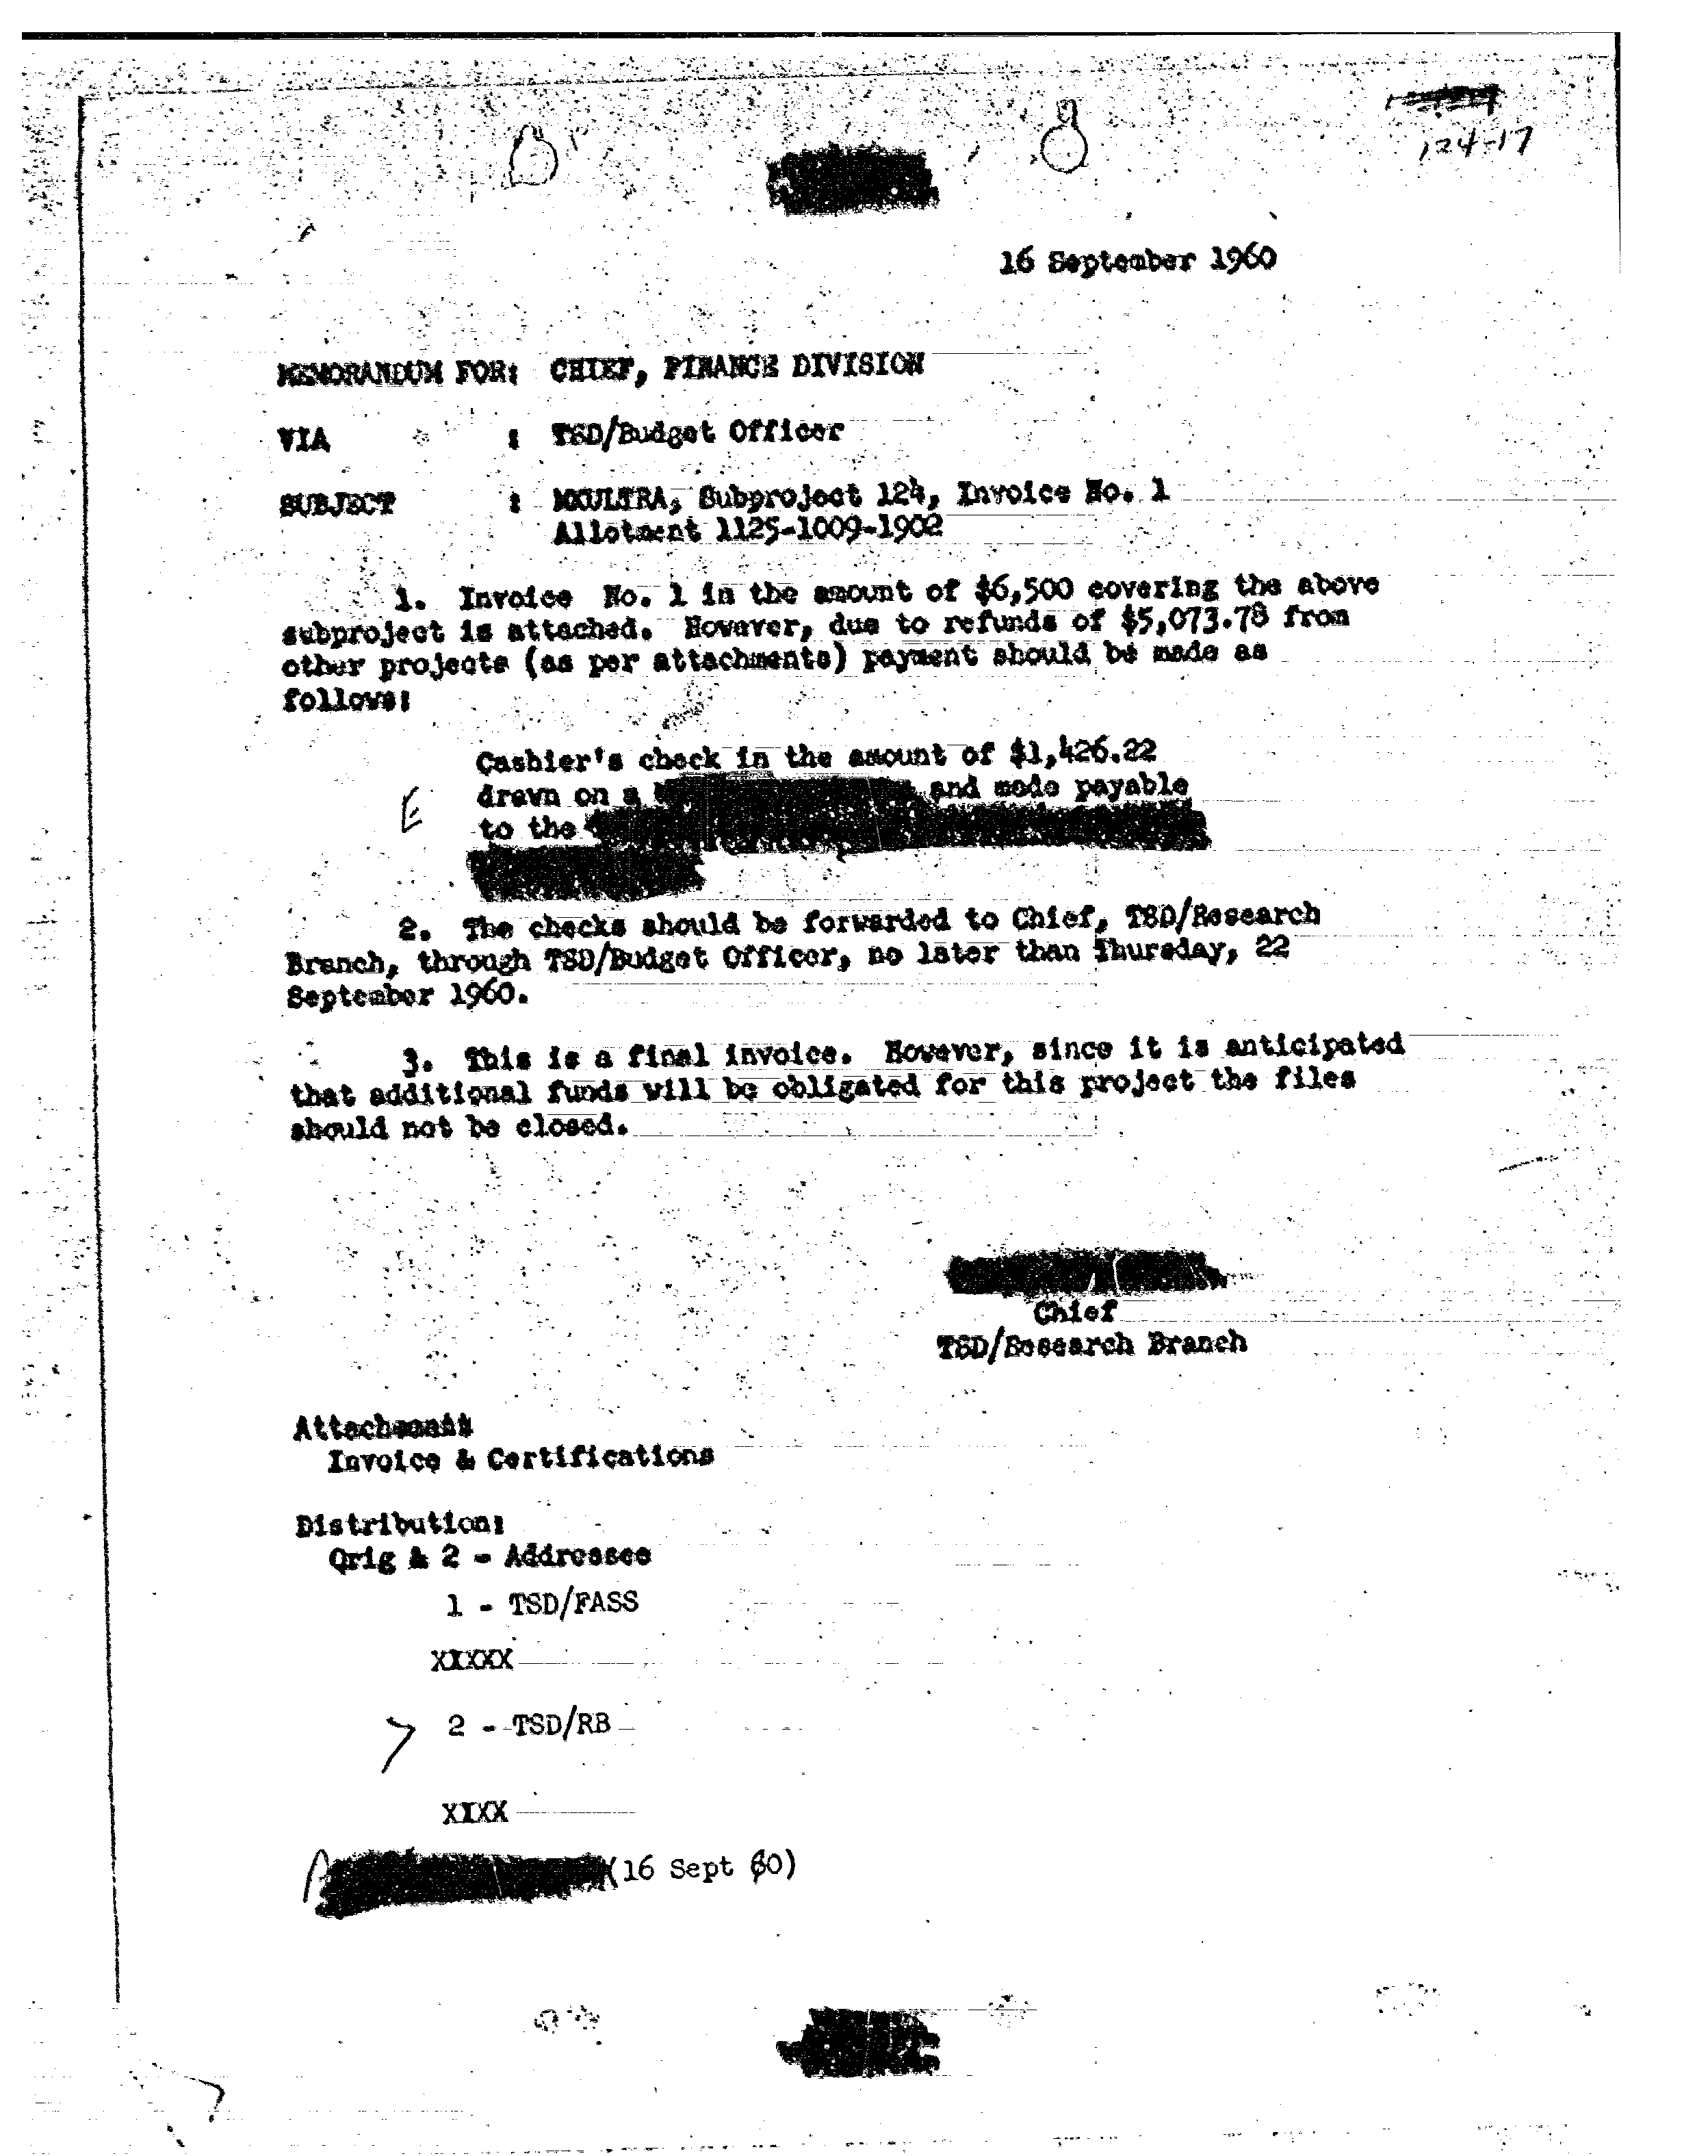 124-17
16 September 1960
MEMORANDUM FOR: CHIEF, FINANCE DIVISION
VIA : TSD/Budget Officer
SUBJECT : MKULTRA, Subproject 124, Invoice No. 1
Allotment 1125-1009-1902
1. Invoice No. 1 in the amount of $6,500 covering the above
subproject is attached. However, due to refunds of $5,073.78 from
other projects (as per attachments) payment should be made as
follows:
Cashier's check in the amount of $1,426.22
drawn on a and made payable
E
to the
2. The checks should be forwarded to Chief, TSD/Research
Branch, through TSD/Budget Officer, no later than Thursday, 22
September 1960.
3. This is a final invoice. However, since it is anticipated
that additional funds will be obligated for this project the files
should not be closed.
Chief
TSD/Research Branch
Attachment:
Invoice & Certifications
Distribution:
Orig & 2 - Addressee
1 - TSD/FASS
XXXXX
2 - TSD/RB
XXXX
(16 Sept 60)